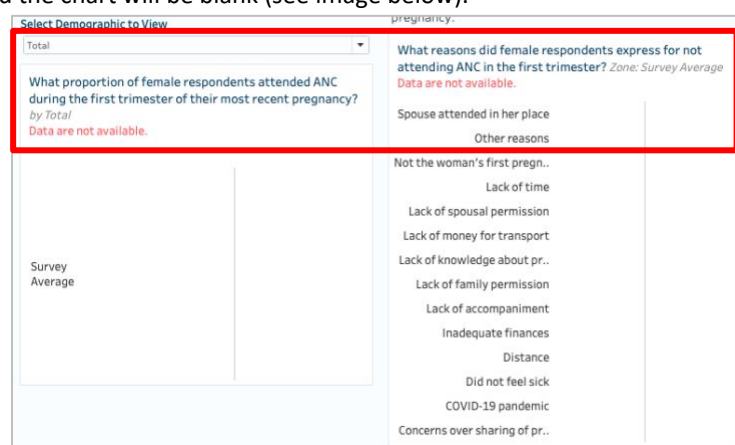 d the chart will be blank (see image below).
Select Demographic to View
Total
What proportion of female respondents attended ANC
during the first trimester of their most recent pregnancy?
by Total
Data are not available.
Survey
Average
pregnancy.
What reasons did female respondents express for not
attending ANC in the first trimester? Zone: Survey Average
Data are not available.
Spouse attended in her place
Other reasons
Not the woman's first pregn..
Lack of time
Lack of spousal permission
Lack of money for transport
Lack of knowledge about pr..
Lack of family permission
Lack of accompaniment
Inadequate finances
Distance
Did not feel sick
COVID-19 pandemic
Concerns over sharing of pr..